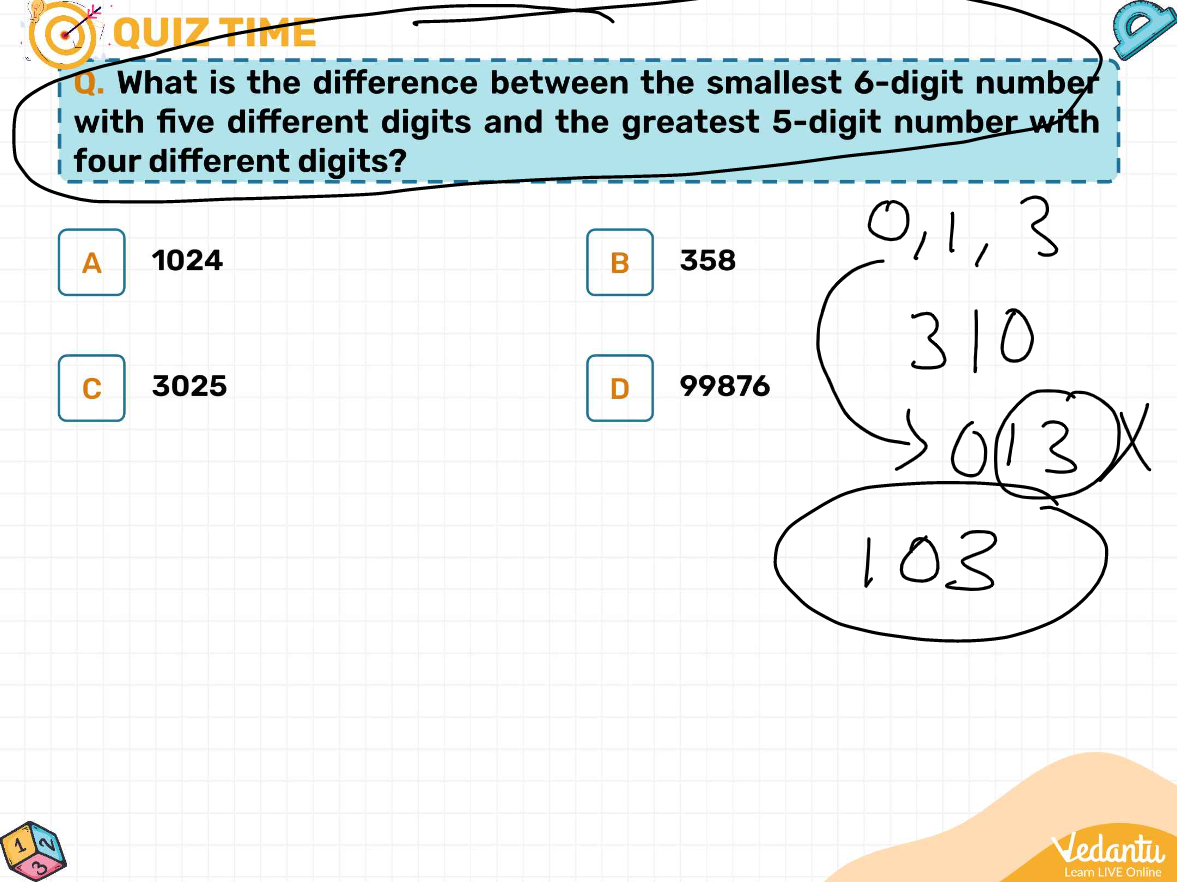 QUIZ TIME
Q. What is the difference between the smallest 6-digit number
with five different digits and the greatest 5-digit number with
four different digits?
A 1024
B 358
C 3025
D 99876
0, 1, 3
310
013 X
103
1 2 3
Vedantu
Learn LIVE Online